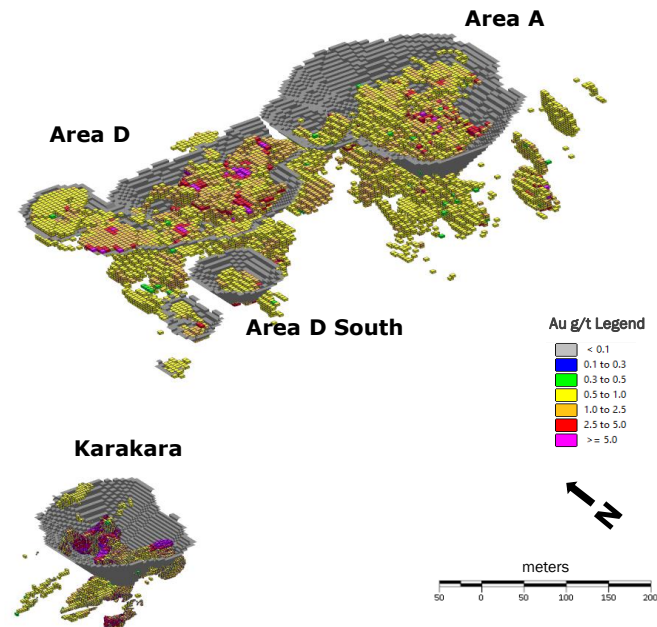 Area A
Area D
Area D South
Au g/t Legend
< 0.1
0.1 to 0.3
0.3 to 0.5
0.5 to 1.0
1.0 to 2.5
2.5 to 5.0
>= 5.0
Karakara
N
meters
50 0 50 100 150 200